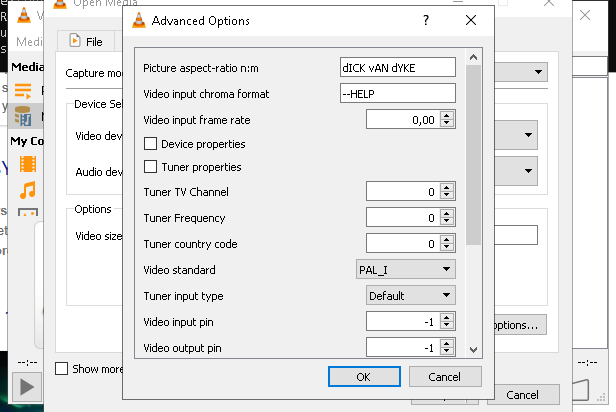 Open Media
Advanced Options
?
V
Media
File
Media
Picture aspect-ratio n:m
dICK vAN dYKE
Capture mo
Video input chroma format
--HELP
Device Sel
Video input frame rate
0,00
Video dev
Device properties
My Co
Tuner properties
Audio dev
Tuner TV Channel
0
Options
Tuner Frequency
0
Video size
Tuner country code
0
Video standard
PAL_I
Tuner input type
Default
Video input pin
-1
options...
Video output pin
-1
--:--
Show more
--:--
OK
Cancel
Cancel